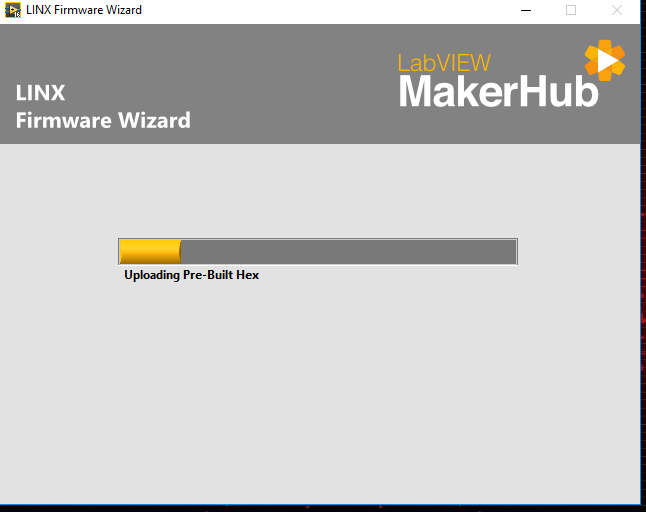 LINX Firmware Wizard
LabVIEW
MakerHub
LINX
Firmware Wizard
Uploading Pre-Built Hex